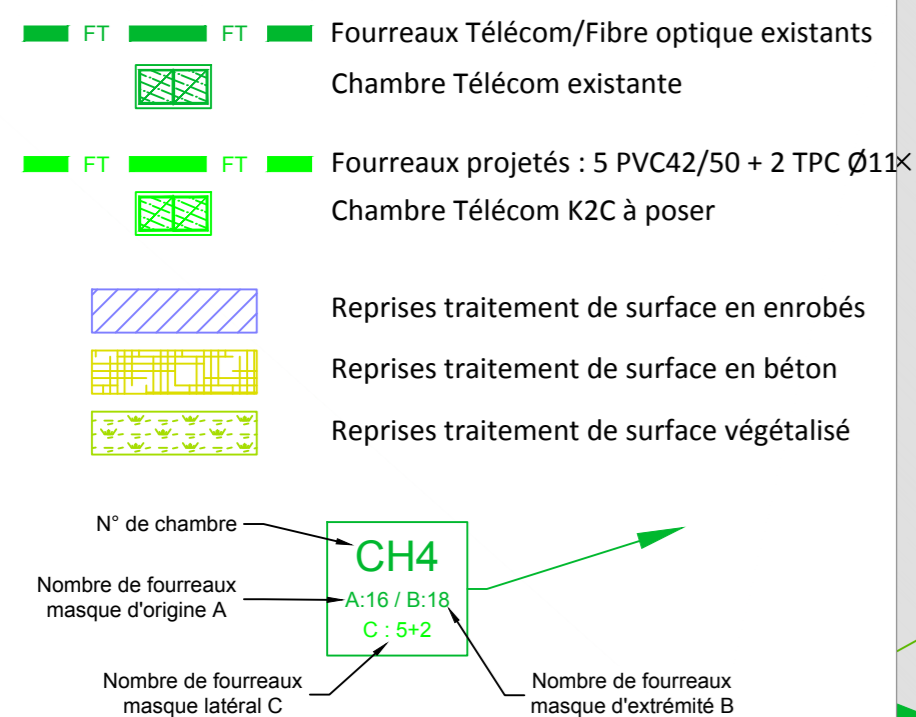 FT FT Fourreaux Télécom/Fibre optique existants
Chambre Télécom existante
FT FT Fourreaux projetés : 5 PVC42/50 + 2 TPC Ø11
Chambre Télécom K2C à poser
Reprises traitement de surface en enrobés
Reprises traitement de surface en béton
Reprises traitement de surface végétalisé
N° de chambre
CH4
Nombre de fourreaux
masque d'origine A
A:16 / B:18
C : 5+2
Nombre de fourreaux
masque latéral C
Nombre de fourreaux
masque d'extrémité B